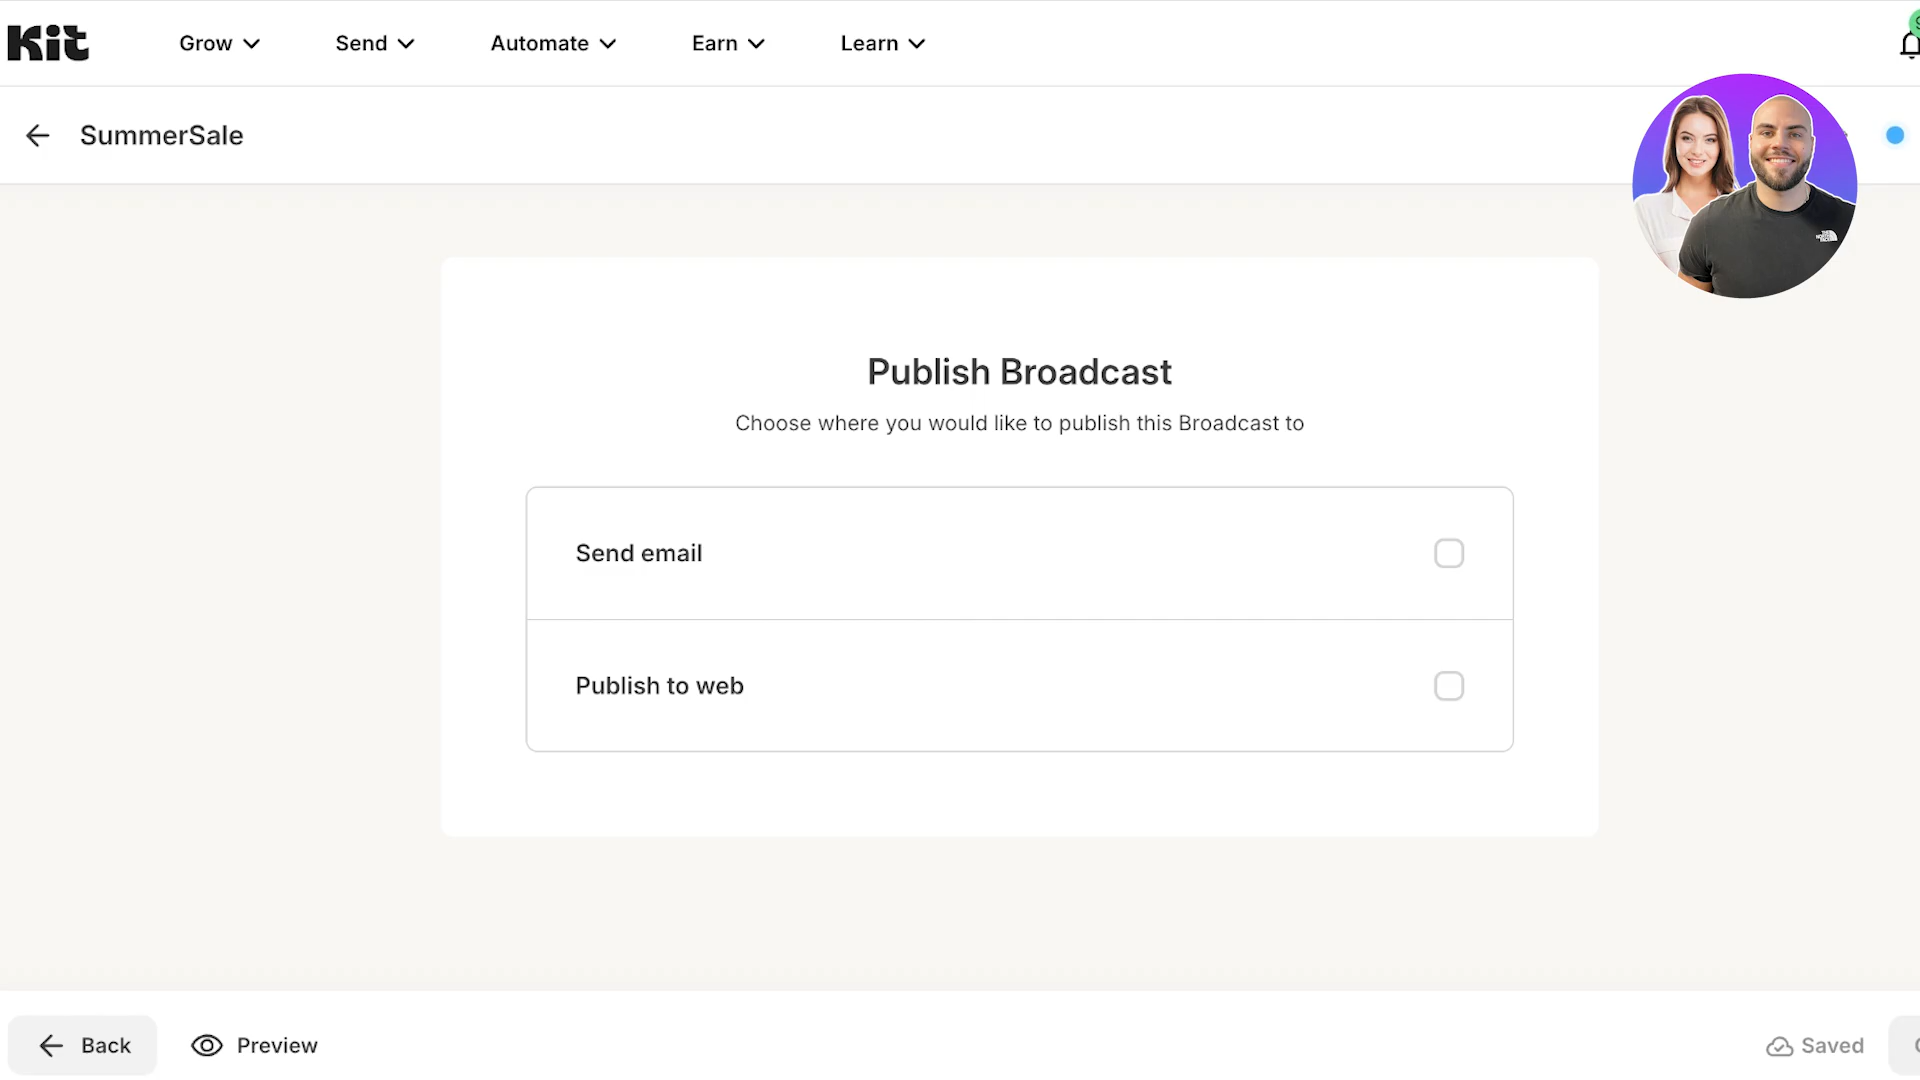 Kit
Grow
Send
Automate
Earn
Learn
SummerSale
Publish Broadcast
Choose where you would like to publish this Broadcast to
Send email
Publish to web
Back
Preview
Saved